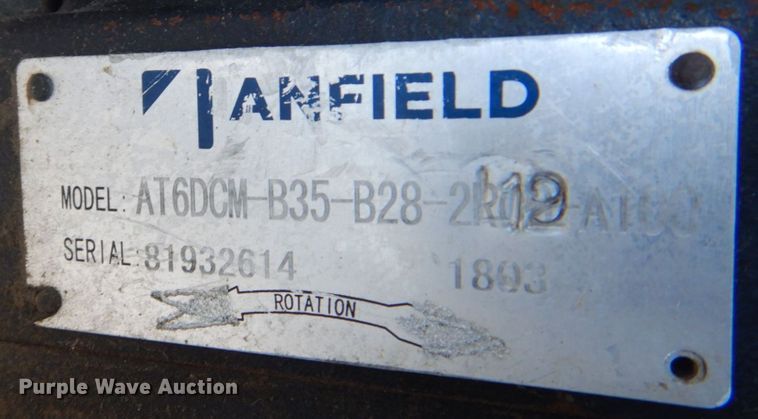 ANFIELD
MODEL: AT6DCM-B35-B28-
SERIAL: 81932614 1803
ROTATION
Purple Wave Auction